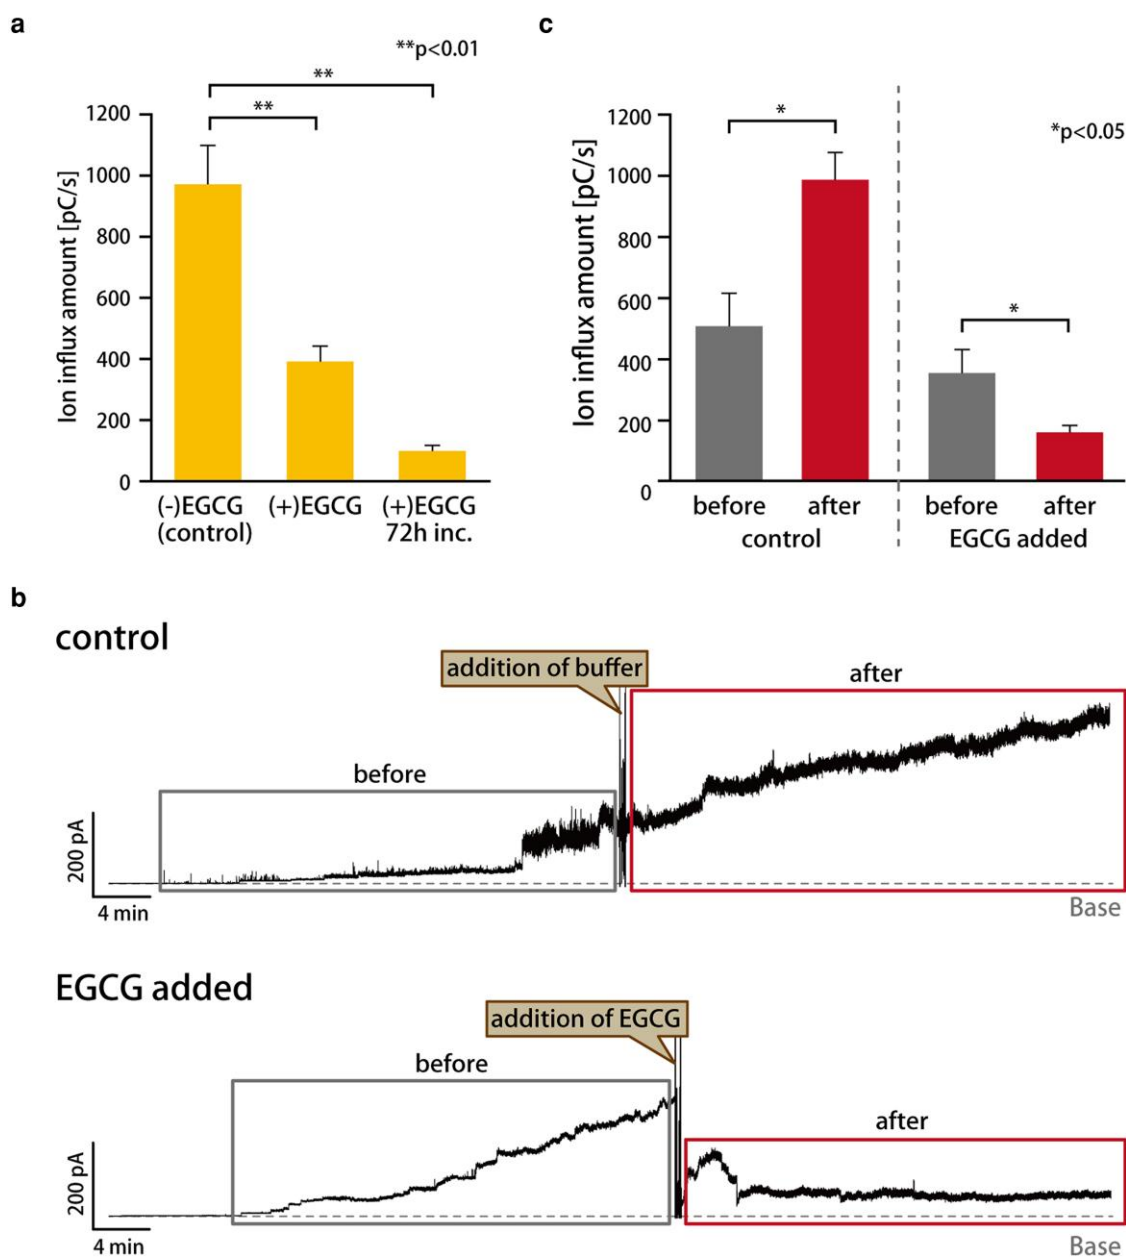 a
**p<0.01
**
**
Ion influx amount [pC/s]
1200
1000
800
600
400
200
0
(-)EGCG
(control)
(+)EGCG
(+)EGCG
72h inc.
c
*p<0.05
*
*
Ion influx amount [pC/s]
1200
1000
800
600
400
200
0
before
after
control
before
after
EGCG added
b
control
addition of buffer
before
after
200 pA
4 min
Base
EGCG added
addition of EGCG
before
after
200 pA
4 min
Base